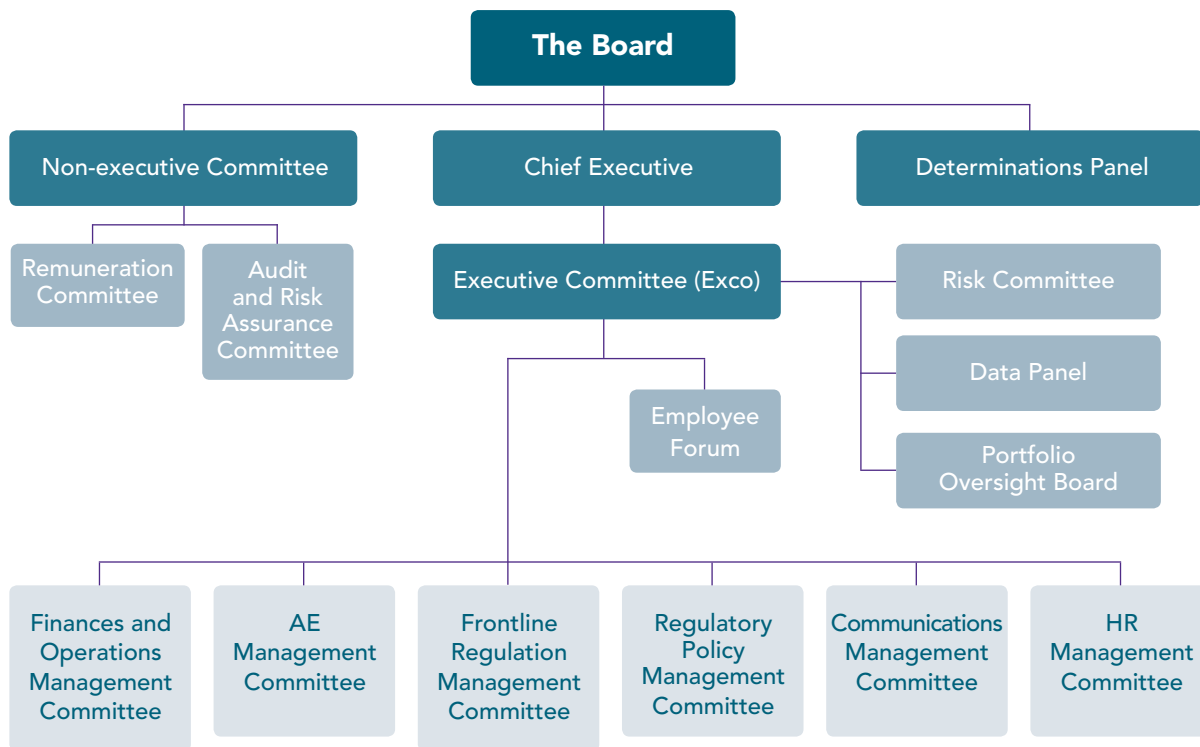 The Board
Non-executive Committee
Chief Executive
Determinations Panel
Remuneration
Committee
Audit
and Risk
Assurance
Committee
Executive Committee (Exco)
Risk Committee
Data Panel
Portfolio
Oversight Board
Employee
Forum
Finances and
Operations
Management
Committee
AE
Management
Committee
Frontline
Regulation
Management
Committee
Regulatory
Policy
Management
Committee
Communications
Management
Committee
HR
Management
Committee